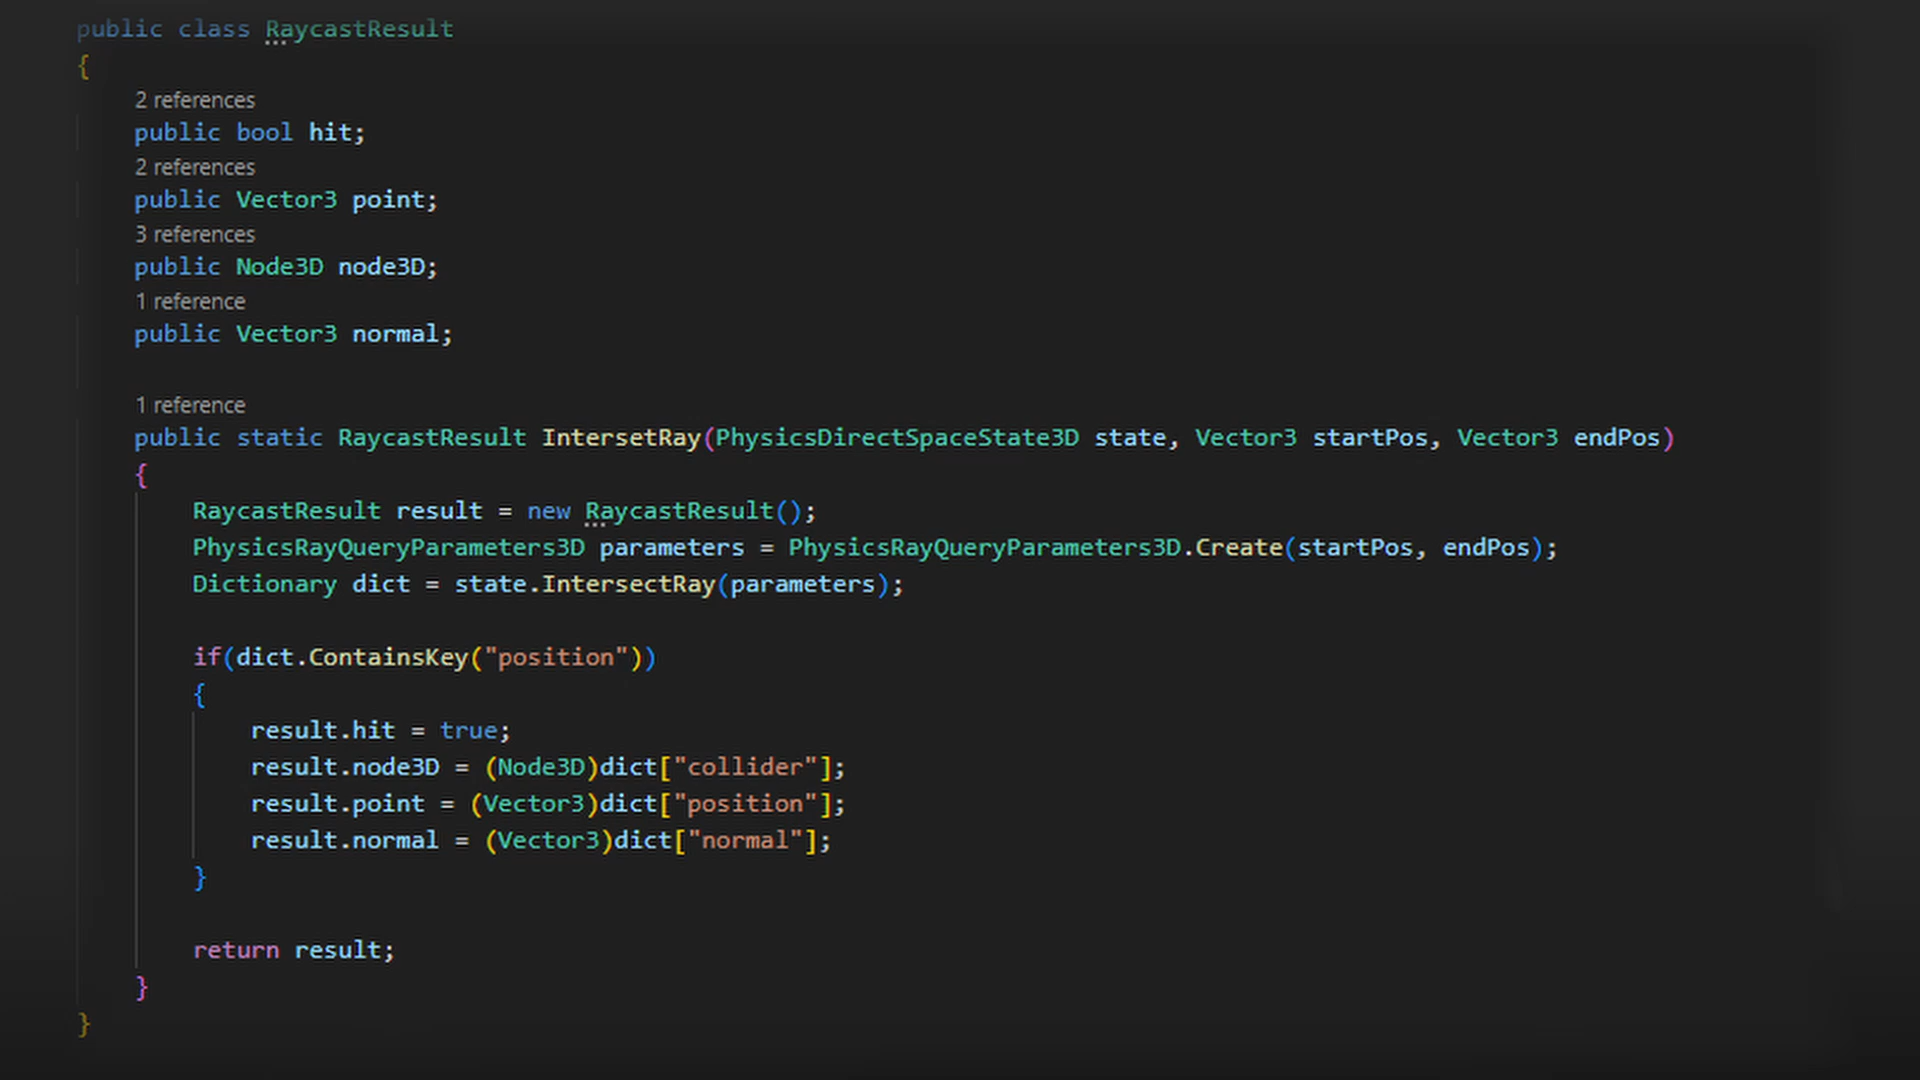 public class RaycastResult
{
2 references
public bool hit;
2 references
public Vector3 point;
3 references
public Node3D node3D;
1 reference
public Vector3 normal;
1 reference
public static RaycastResult IntersetRay(PhysicsDirectSpaceState3D state, Vector3 startPos, Vector3 endPos)
{
RaycastResult result = new RaycastResult();
PhysicsRayQueryParameters3D parameters = PhysicsRayQueryParameters3D.Create(startPos, endPos);
Dictionary dict = state.IntersectRay(parameters);
if(dict.ContainsKey("position"))
{
result.hit = true;
result.node3D = (Node3D)dict["collider"];
result.point = (Vector3)dict["position"];
result.normal = (Vector3)dict["normal"];
}
return result;
}
}